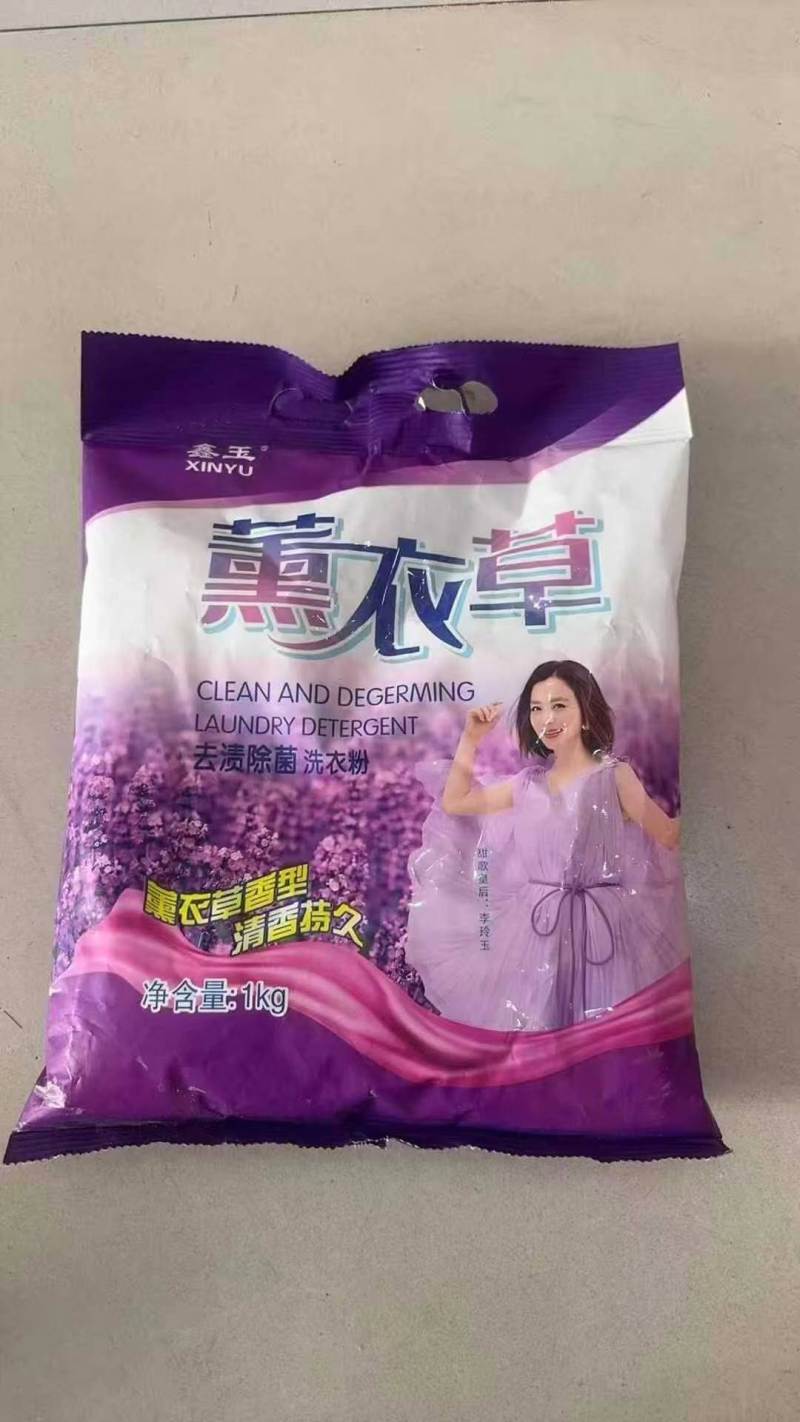 鑫玉®
XINYU
薰衣草
CLEAN AND DEGERMING
LAUNDRY DETERGENT
去渍除菌 洗衣粉
薰衣草香型
清香持久
净含量:1kg
甜歌皇后：李玲玉